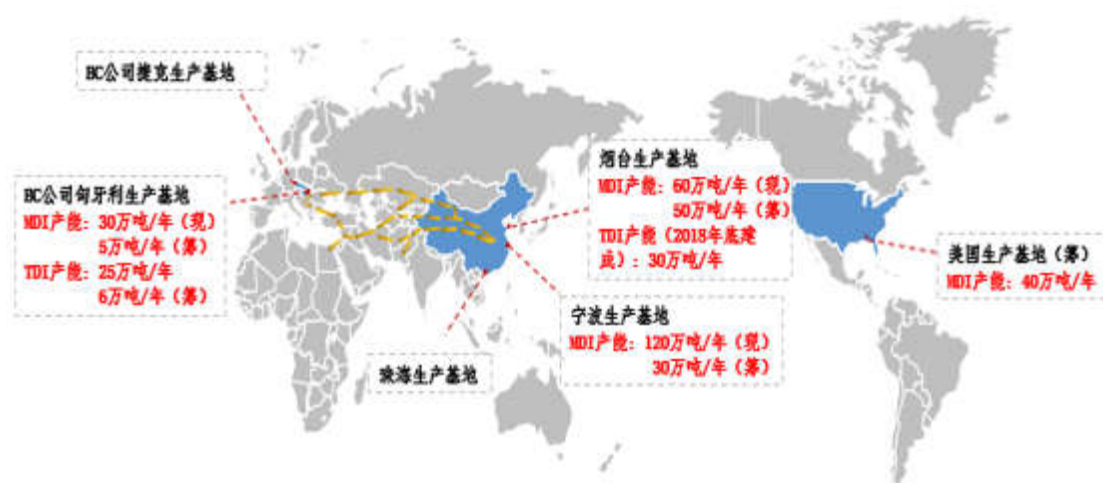 BC公司捷克生产基地
BC公司匈牙利生产基地
MDI产能：30万吨/年（现）
5万吨/年（筹）
TDI产能：25万吨/年
6万吨/年（筹）
烟台生产基地
MDI产能：60万吨/年（现）
50万吨/年（筹）
TDI产能（2018年底建
成）：30万吨/年
宁波生产基地
MDI产能：120万吨/年（现）
30万吨/年（筹）
珠海生产基地
美国生产基地（筹）
MDI产能：40万吨/年